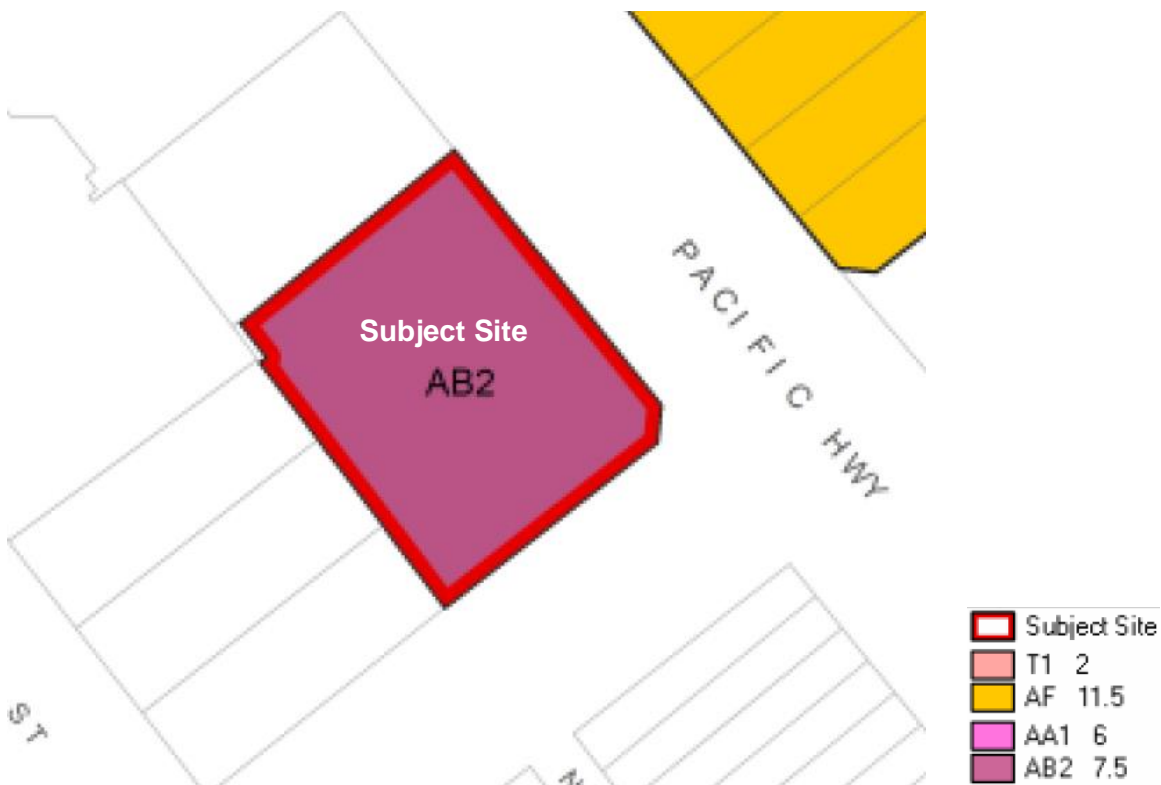 Subject Site
AB2
PACIFIC HWY
ST
Subject Site
T1 2
AF 11.5
AA1 6
AB2 7.5